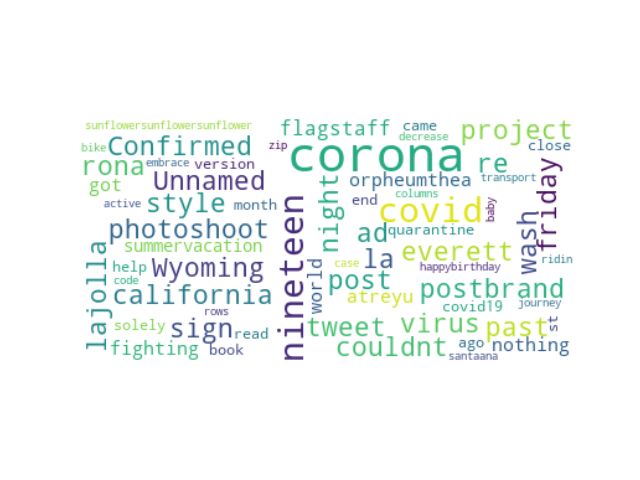 sunflowersunflowersunflower
flagstaff
came
project
decrease
bike
Confirmed
zip
corona
close
rona
embrace
version
re
got
Unnamed
night
orpheumthea
transport
friday
active
style
month
nineteen
end
columns
covid
baby
wash
photoshoot
ad
quarantine
summervacation
lajolla
help
Wyoming
world
case
la
everett
happybirthday
ridin
code
california
post
atreyu
postbrand
covid19
journey
rows
solely
sign
read
tweet
virus
past
st
fighting
book
couldnt
ago
nothing
santaana